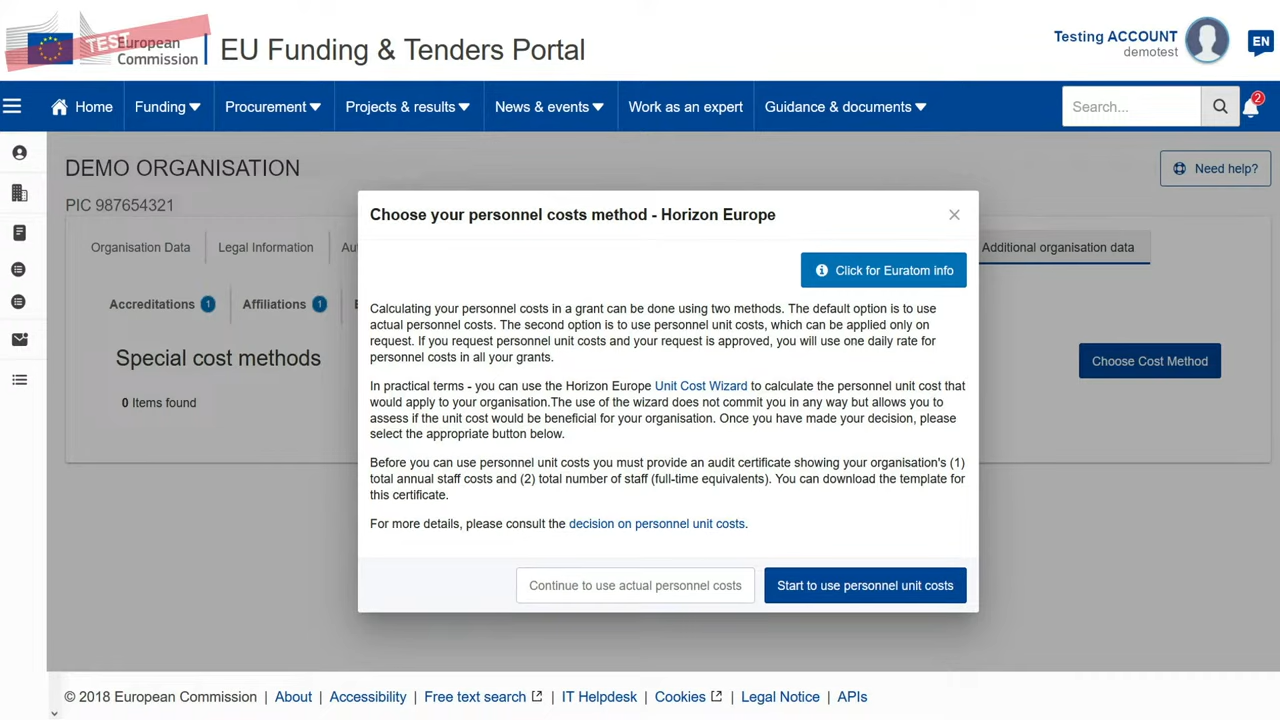 TEST
European
Commission
EU Funding & Tenders Portal
Testing ACCOUNT
demotest
EN
Home
Funding
Procurement
Projects & results
News & events
Work as an expert
Guidance & documents
Search...
2
DEMO ORGANISATION
Need help?
PIC 987654321
Organisation Data
Legal Information
Au
Additional organisation data
Accreditations 1
Affiliations 1
Special cost methods
Choose Cost Method
0 Items found
Choose your personnel costs method - Horizon Europe
Click for Euratom info
Calculating your personnel costs in a grant can be done using two methods. The default option is to use
actual personnel costs. The second option is to use personnel unit costs, which can be applied only on
request. If you request personnel unit costs and your request is approved, you will use one daily rate for
personnel costs in all your grants.
In practical terms - you can use the Horizon Europe Unit Cost Wizard to calculate the personnel unit cost that
would apply to your organisation.The use of the wizard does not commit you in any way but allows you to
assess if the unit cost would be beneficial for your organisation. Once you have made your decision, please
select the appropriate button below.
Before you can use personnel unit costs you must provide an audit certificate showing your organisation's (1)
total annual staff costs and (2) total number of staff (full-time equivalents). You can download the template for
this certificate.
For more details, please consult the decision on personnel unit costs.
Continue to use actual personnel costs
Start to use personnel unit costs
© 2018 European Commission | About | Accessibility | Free text search | IT Helpdesk | Cookies | Legal Notice | APIs